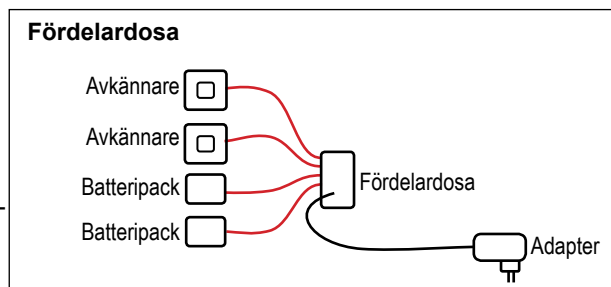 Fördelardosa
Avkännare
Avkännare
Batteripack
Fördelardosa
Batteripack
Adapter